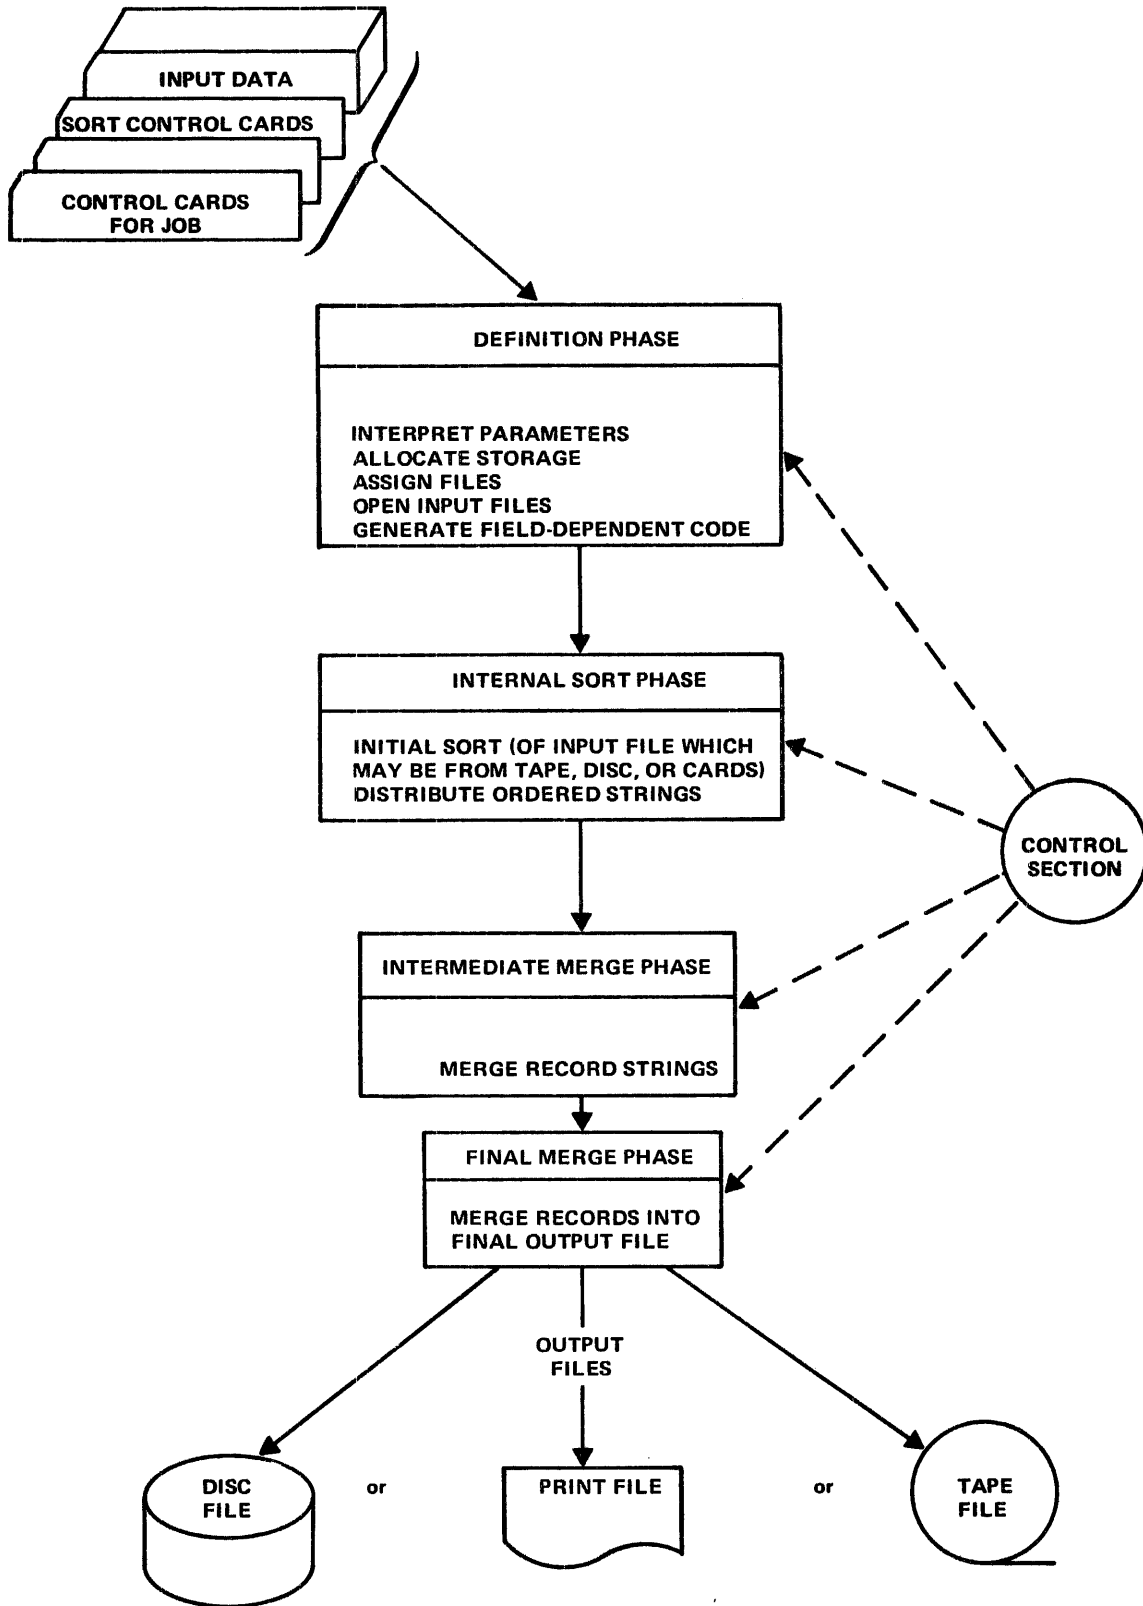 INPUT DATA
SORT CONTROL CARDS
CONTROL CARDS
FOR JOB
DEFINITION PHASE
INTERPRET PARAMETERS
ALLOCATE STORAGE
ASSIGN FILES
OPEN INPUT FILES
GENERATE FIELD-DEPENDENT CODE
INTERNAL SORT PHASE
INITIAL SORT (OF INPUT FILE WHICH
MAY BE FROM TAPE, DISC, OR CARDS)
DISTRIBUTE ORDERED STRINGS
CONTROL
SECTION
INTERMEDIATE MERGE PHASE
MERGE RECORD STRINGS
FINAL MERGE PHASE
MERGE RECORDS INTO
FINAL OUTPUT FILE
OUTPUT
FILES
DISC
FILE
or
PRINT FILE
or
TAPE
FILE